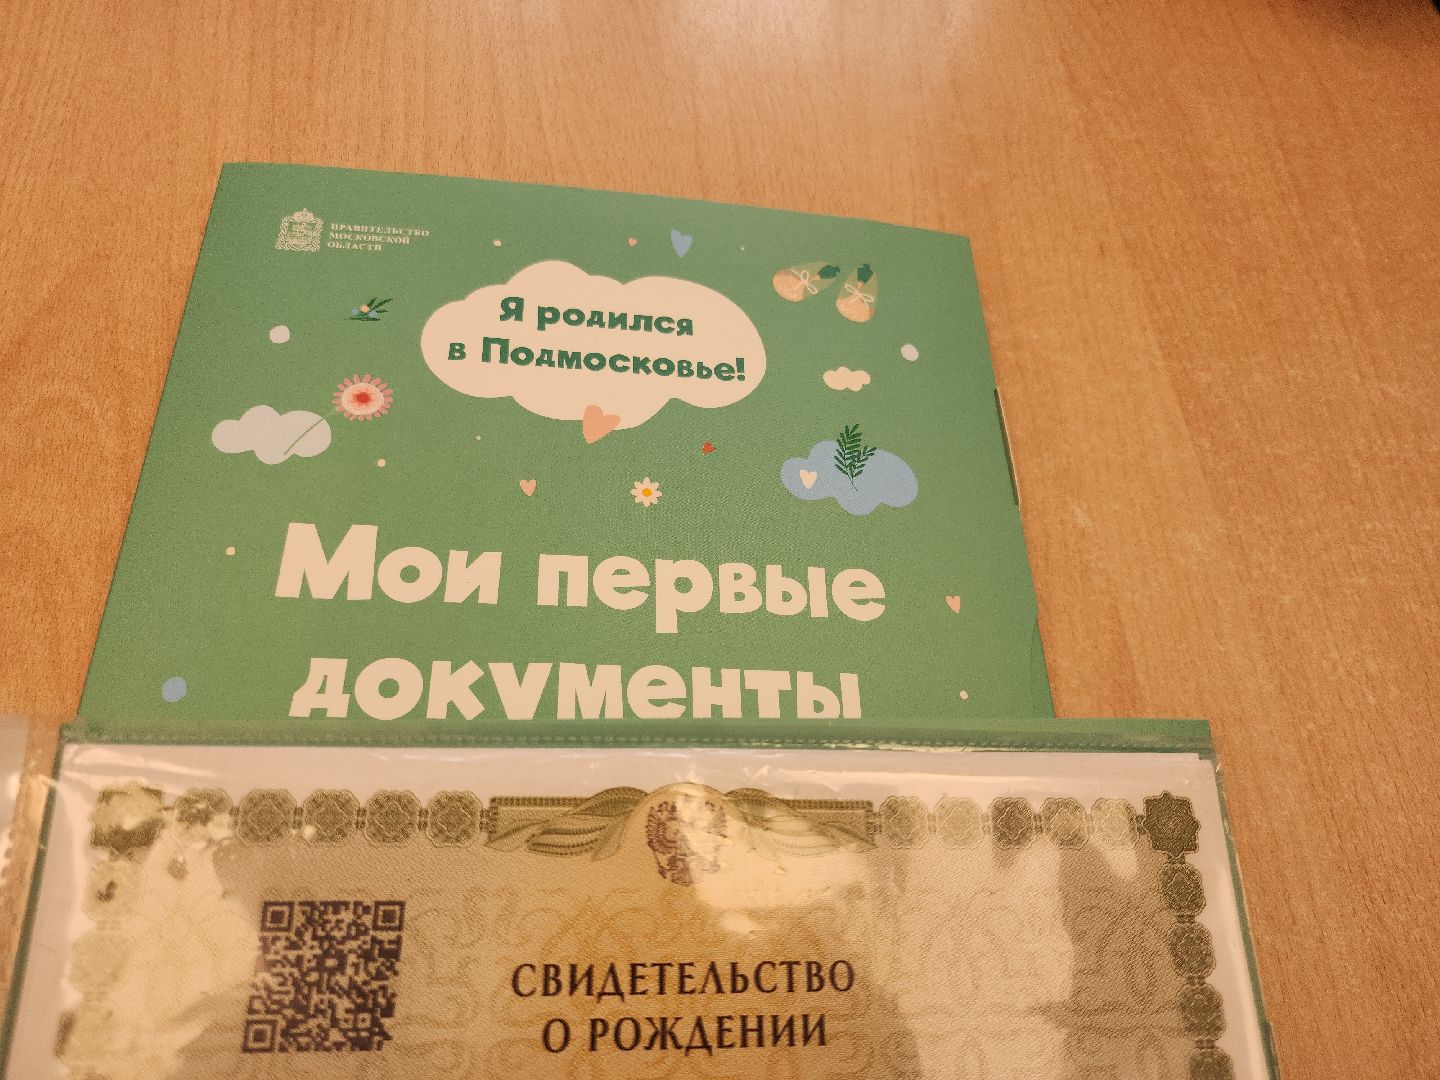 ПРАВИТЕЛЬСТВО
МОСКОВСКОЙ
ОБЛАСТИ
Я родился
в Подмосковье!
Мои первые
документы
СВИДЕТЕЛЬСТВО
О РОЖДЕНИИ